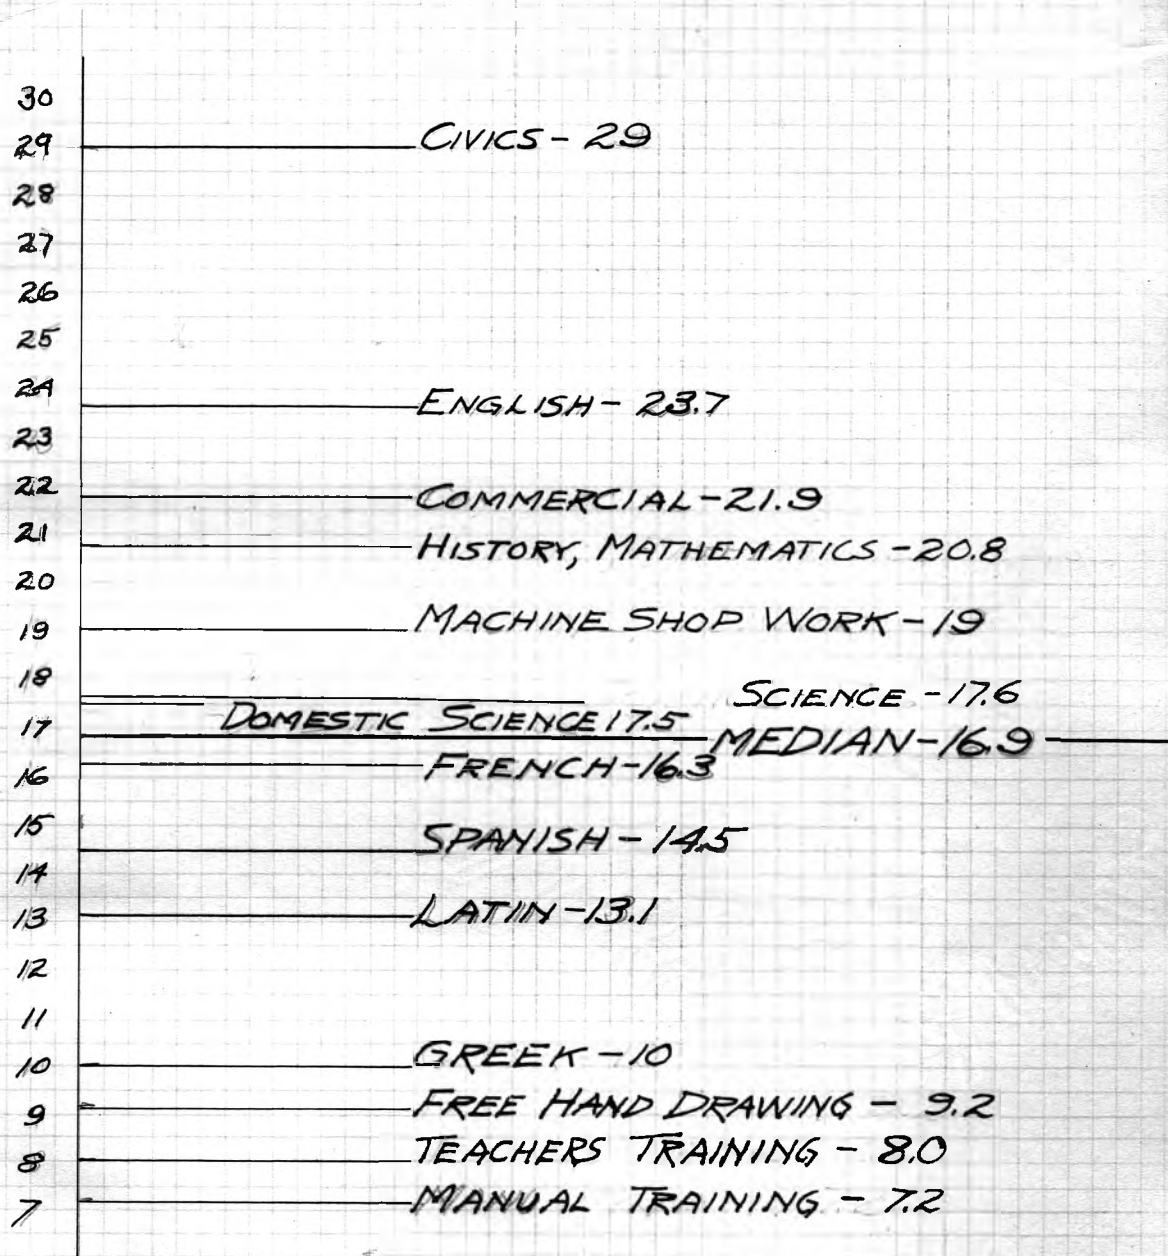 30
29 CIVICS - 29
28
27
26
25
24
ENGLISH - 23.7
23
22
COMMERCIAL - 21.9
21
HISTORY, MATHEMATICS - 20.8
20
19 MACHINE SHOP WORK - 19
18
SCIENCE - 17.6
DOMESTIC SCIENCE 17.5
17
MEDIAN - 16.9
FRENCH - 16.3
16
15
SPANISH - 14.5
14
13 LATIN - 13.1
12
11
10 GREEK - 10
9 FREE HAND DRAWING - 9.2
8 TEACHERS TRAINING - 8.0
7 MANUAL TRAINING - 7.2